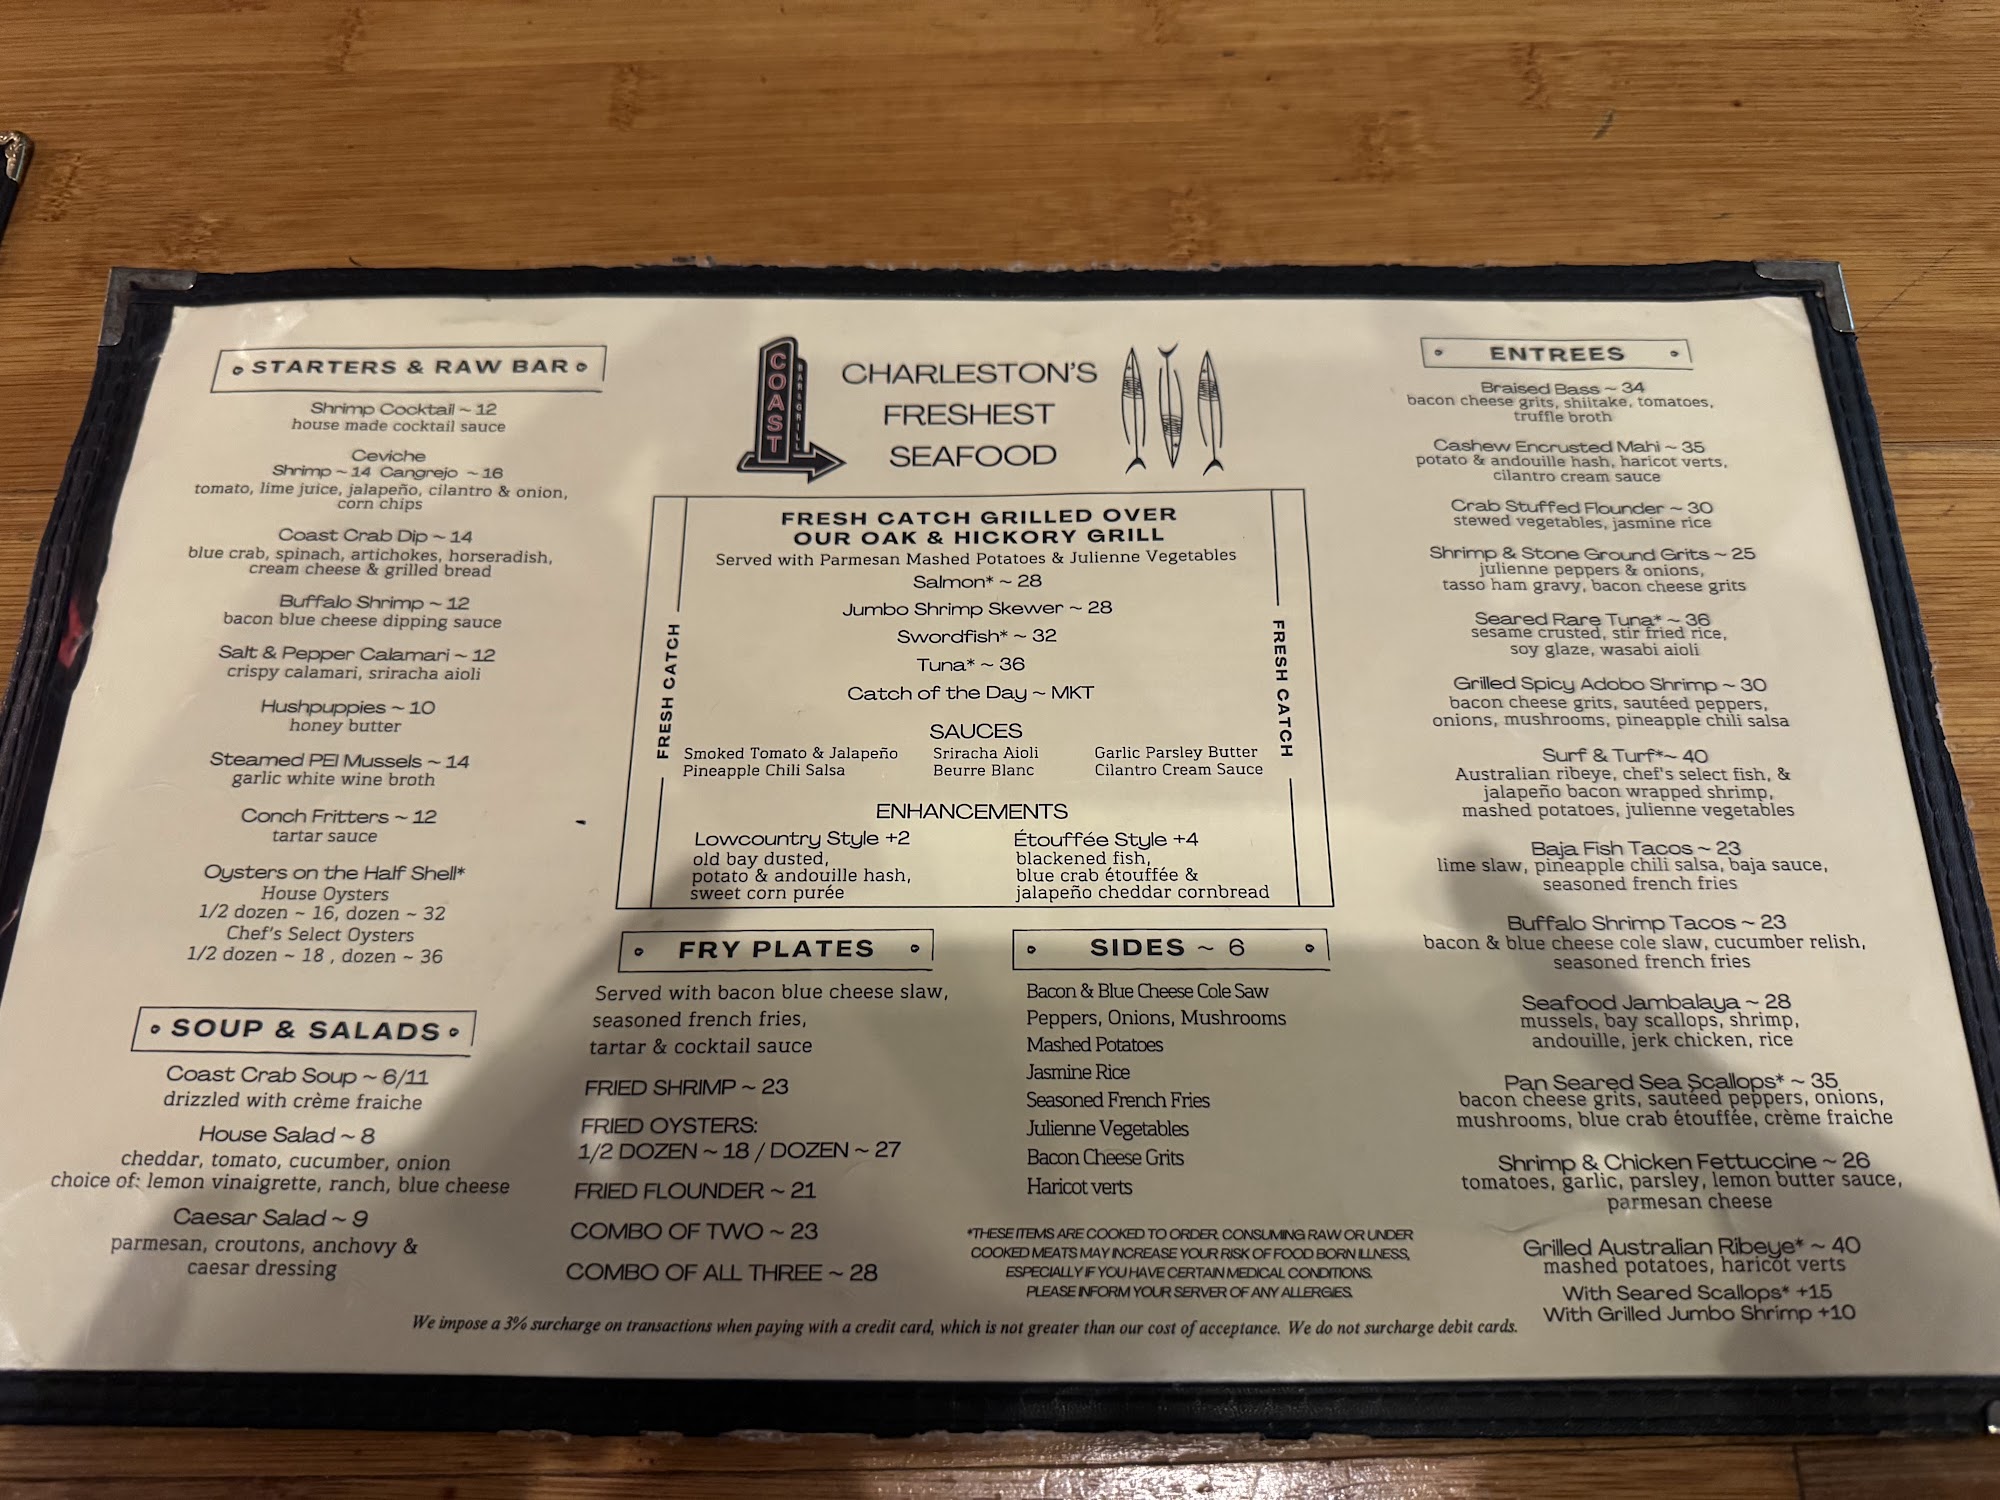 STARTERS & RAW BAR
Shrimp Cocktail ~ 12
house made cocktail sauce
Ceviche
Shrimp ~ 14 Cangrejo ~ 16
tomato, lime juice, jalapeño, cilantro & onion,
corn chips
Coast Crab Dip ~ 14
blue crab, spinach, artichokes, horseradish,
cream cheese & grilled bread
Buffalo Shrimp ~ 12
bacon blue cheese dipping sauce
Salt & Pepper Calamari ~ 12
crispy calamari, sriracha aioli
Hushpuppies ~ 10
honey butter
Steamed PEI Mussels ~ 14
garlic white wine broth
Conch Fritters ~ 12
tartar sauce
Oysters on the Half Shell*
House Oysters
1/2 dozen ~ 16, dozen ~ 32
Chef's Select Oysters
1/2 dozen ~ 18 , dozen ~ 36
SOUP & SALADS
Coast Crab Soup ~ 6/11
drizzled with crème fraiche
House Salad ~ 8
cheddar, tomato, cucumber, onion
choice of: lemon vinaigrette, ranch, blue cheese
Caesar Salad ~ 9
parmesan, croutons, anchovy &
caesar dressing
COAST
BAR & GRILL
CHARLESTON'S
FRESHEST
SEAFOOD
FRESH CATCH
FRESH CATCH GRILLED OVER
OUR OAK & HICKORY GRILL
Served with Parmesan Mashed Potatoes & Julienne Vegetables
Salmon* ~ 28
Jumbo Shrimp Skewer ~ 28
Swordfish* ~ 32
Tuna* ~ 36
Catch of the Day ~ MKT
SAUCES
Smoked Tomato & Jalapeño Sriracha Aioli Garlic Parsley Butter
Pineapple Chili Salsa Beurre Blanc Cilantro Cream Sauce
ENHANCEMENTS
Lowcountry Style +2
old bay dusted,
potato & andouille hash,
sweet corn purée
Étouffée Style +4
blackened fish,
blue crab étouffée &
jalapeño cheddar cornbread
FRESH CATCH
FRY PLATES
Served with bacon blue cheese slaw,
seasoned french fries,
tartar & cocktail sauce
FRIED SHRIMP ~ 23
FRIED OYSTERS:
1/2 DOZEN ~ 18 / DOZEN ~ 27
FRIED FLOUNDER ~ 21
COMBO OF TWO ~ 23
COMBO OF ALL THREE ~ 28
SIDES ~ 6
Bacon & Blue Cheese Cole Saw
Peppers, Onions, Mushrooms
Mashed Potatoes
Jasmine Rice
Seasoned French Fries
Julienne Vegetables
Bacon Cheese Grits
Haricot verts
*THESE ITEMS ARE COOKED TO ORDER. CONSUMING RAW OR UNDER
COOKED MEATS MAY INCREASE YOUR RISK OF FOOD BORN ILLNESS,
ESPECIALLY IF YOU HAVE CERTAIN MEDICAL CONDITIONS.
PLEASE INFORM YOUR SERVER OF ANY ALLERGIES.
ENTREES
Braised Bass ~ 34
bacon cheese grits, shiitake, tomatoes,
truffle broth
Cashew Encrusted Mahi ~ 35
potato & andouille hash, haricot verts,
cilantro cream sauce
Crab Stuffed Flounder ~ 30
stewed vegetables, jasmine rice
Shrimp & Stone Ground Grits ~ 25
julienne peppers & onions,
tasso ham gravy, bacon cheese grits
Seared Rare Tuna* ~ 36
sesame crusted, stir fried rice,
soy glaze, wasabi aioli
Grilled Spicy Adobo Shrimp ~ 30
bacon cheese grits, sautéed peppers,
onions, mushrooms, pineapple chili salsa
Surf & Turf* ~ 40
Australian ribeye, chef's select fish, &
jalapeño bacon wrapped shrimp,
mashed potatoes, julienne vegetables
Baja Fish Tacos ~ 23
lime slaw, pineapple chili salsa, baja sauce,
seasoned french fries
Buffalo Shrimp Tacos ~ 23
bacon & blue cheese cole slaw, cucumber relish,
seasoned french fries
Seafood Jambalaya ~ 28
mussels, bay scallops, shrimp,
andouille, jerk chicken, rice
Pan Seared Sea Scallops* ~ 35
bacon cheese grits, sautéed peppers, onions,
mushrooms, blue crab étouffée, crème fraiche
Shrimp & Chicken Fettuccine ~ 26
tomatoes, garlic, parsley, lemon butter sauce,
parmesan cheese
Grilled Australian Ribeye* ~ 40
mashed potatoes, haricot verts
With Seared Scallops* +15
With Grilled Jumbo Shrimp +10
We impose a 3% surcharge on transactions when paying with a credit card, which is not greater than our cost of acceptance. We do not surcharge debit cards.